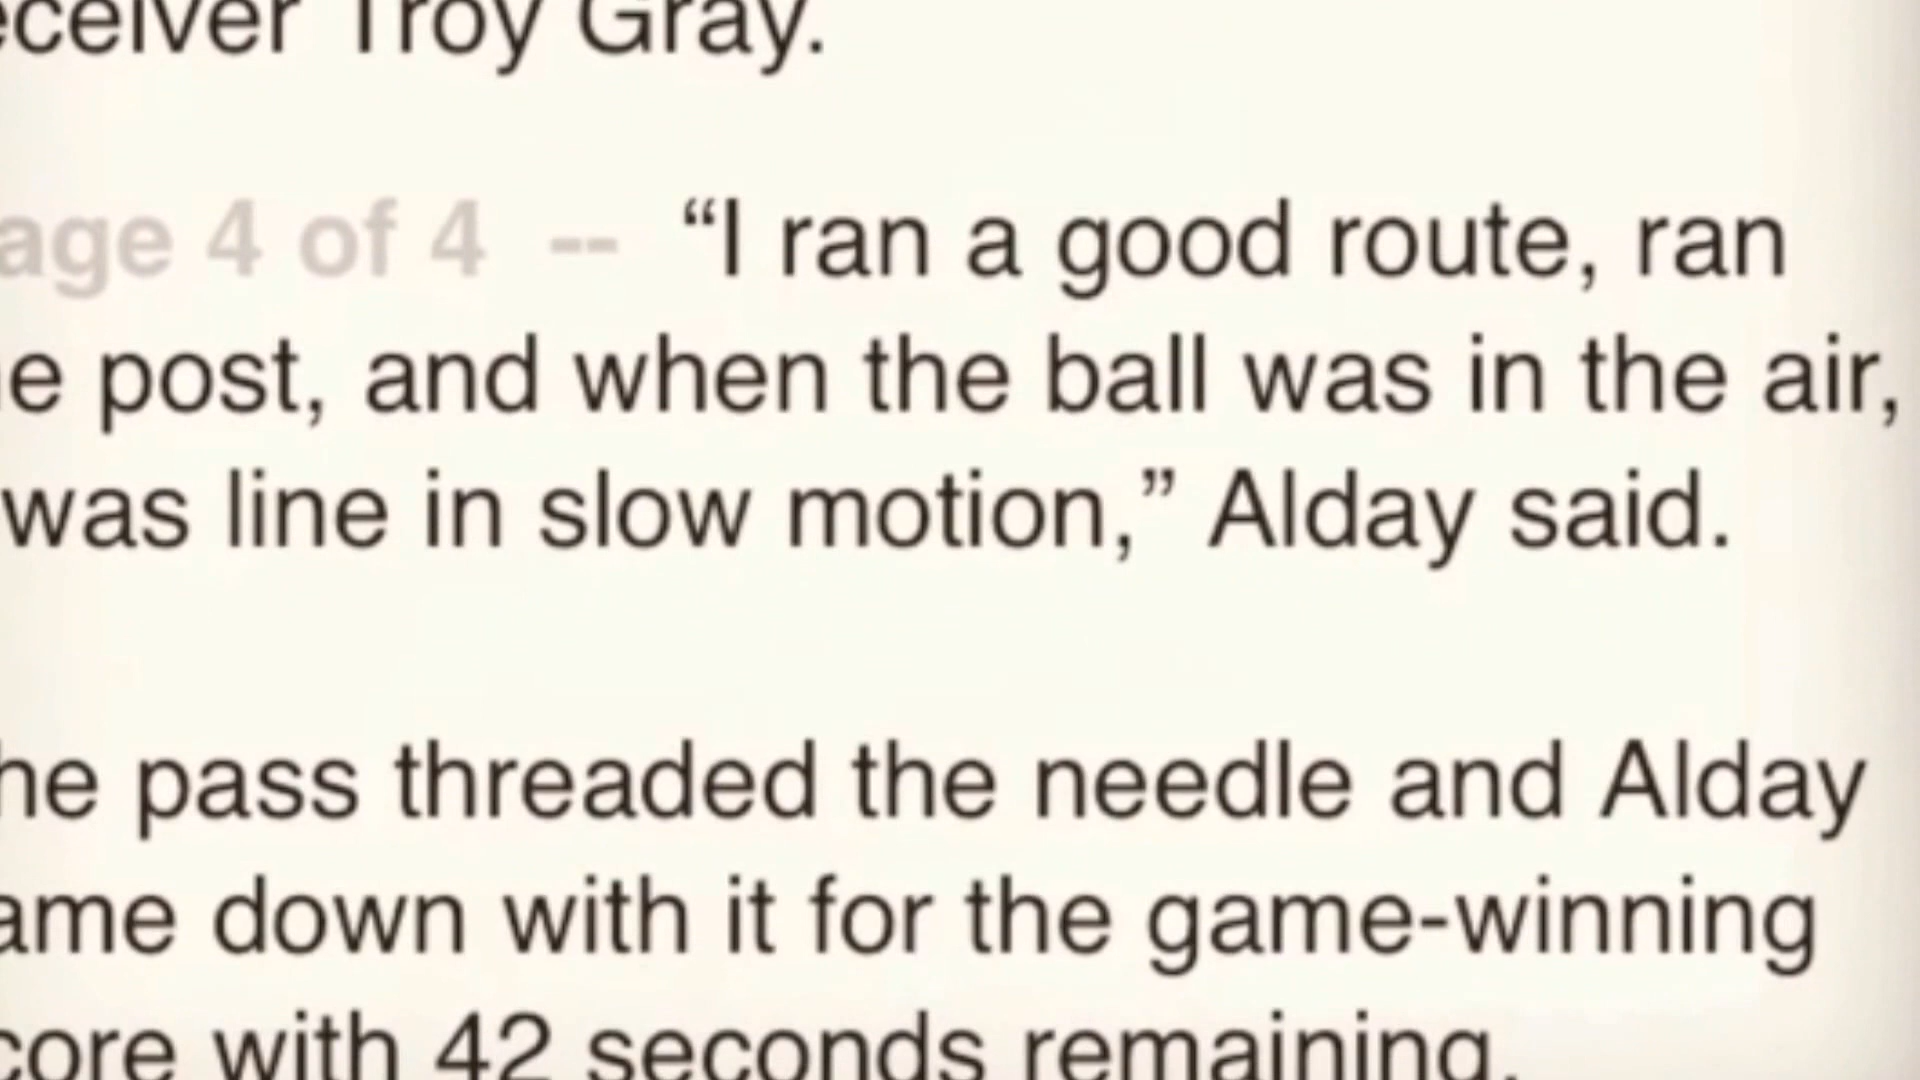 eceiver Troy Gray.
age 4 of 4 -- “I ran a good route, ran
e post, and when the ball was in the air,
was line in slow motion,” Alday said.
he pass threaded the needle and Alday
ame down with it for the game-winning
core with 42 seconds remaining.